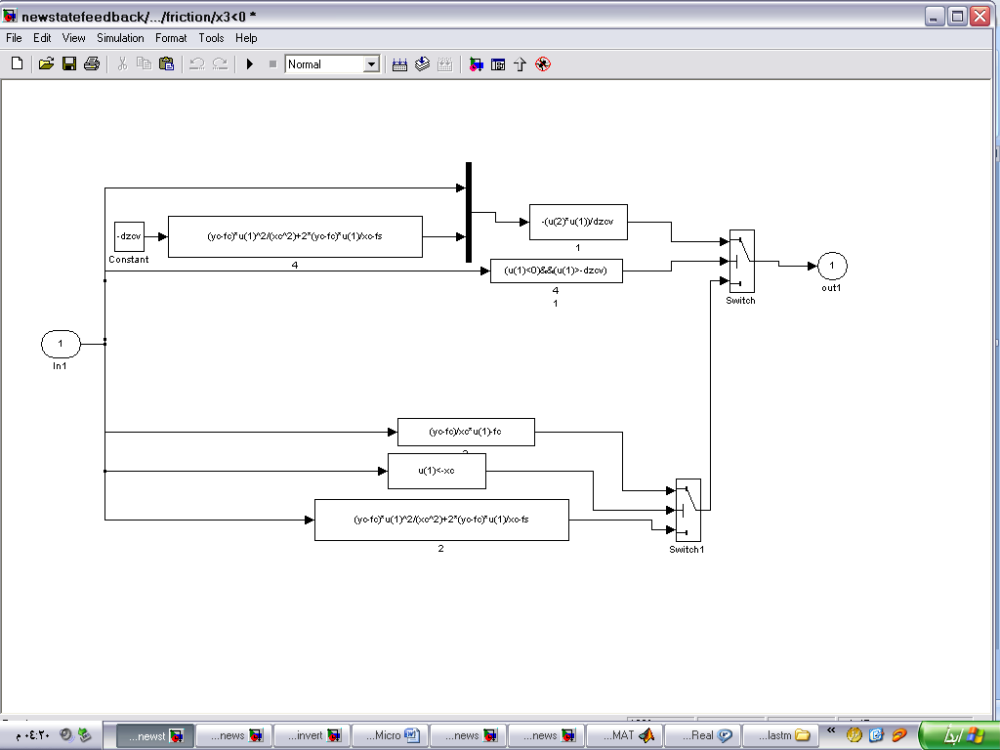 newstatefeedback/.../friction/x3<0 *
File Edit View Simulation Format Tools Help
Normal
-dzcv
Constant
(yc-fc)*u(1)^2/(xc^2)+2*(yc-fc)*u(1)/xc-fs
4
-(u(2)*u(1))/dzcv
1
(u(1)<0)&&(u(1)>-dzcv)
4
1
Switch
1
out1
1
In1
(yc-fc)/xc*u(1)-fc
u(1)<-xc
(yc-fc)*u(1)^2/(xc^2)+2*(yc-fc)*u(1)/xc-fs
2
Switch1
٠٤:٢٠ م
...newst
...news
...invert
...Micro
...news
...news
...MAT
...Real
...lastm
«
ابدأ